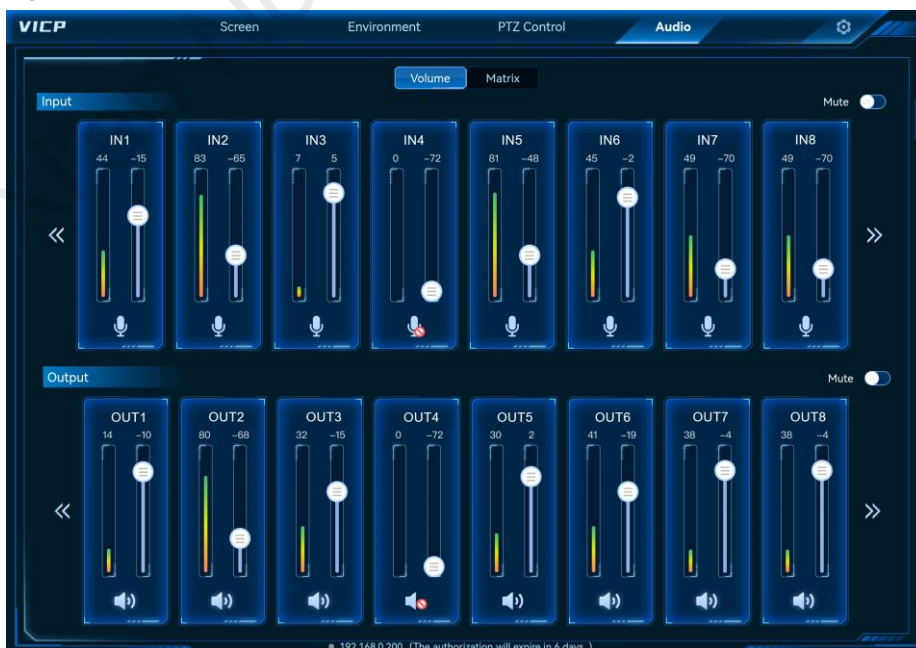 VICP Screen Environment PTZ Control Audio
Volume Matrix
Input Mute
IN1 IN2 IN3 IN4 IN5 IN6 IN7 IN8
44 -15 83 -65 7 5 0 -72 81 -48 45 -2 49 -70 49 -70
Output Mute
OUT1 OUT2 OUT3 OUT4 OUT5 OUT6 OUT7 OUT8
14 -10 80 -68 32 -15 0 -72 30 2 41 -19 38 -4 38 -4
192.168.0.200 (The authorization will expire in 6 days.)